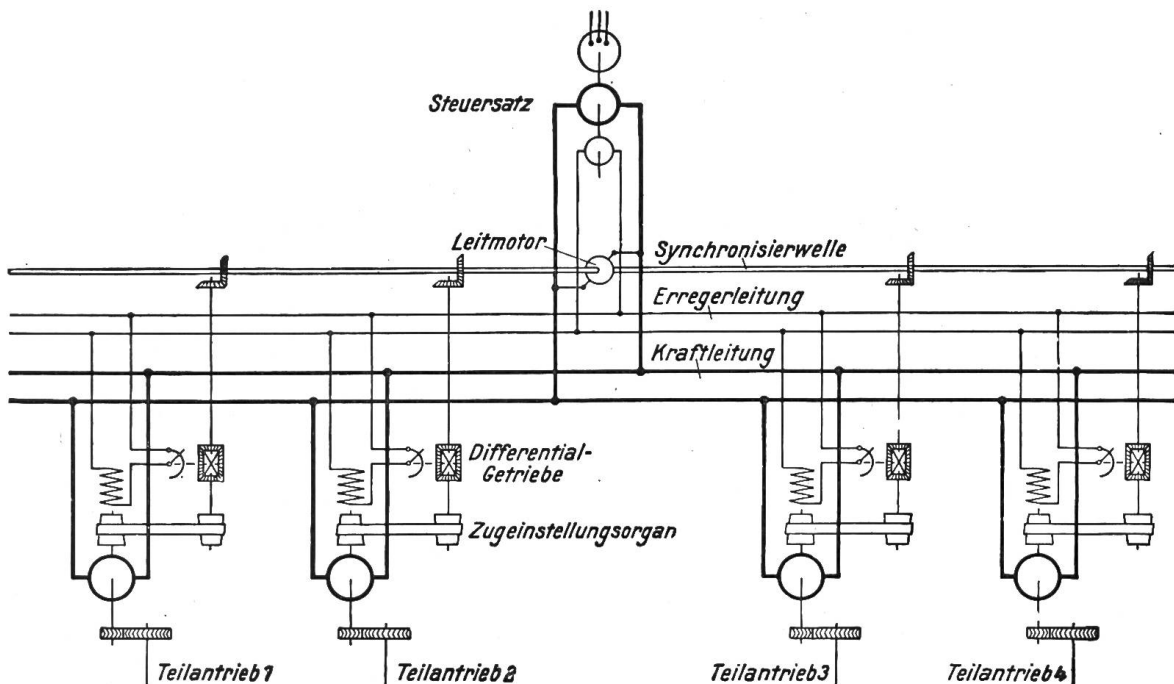 Steuersatz
Leitmotor
Synchronisierwelle
Erregerleitung
Kraftleitung
Differential-
Getriebe
Zugeinstellungsorgan
Teilantrieb 1
Teilantrieb 2
Teilantrieb 3
Teilantrieb 4